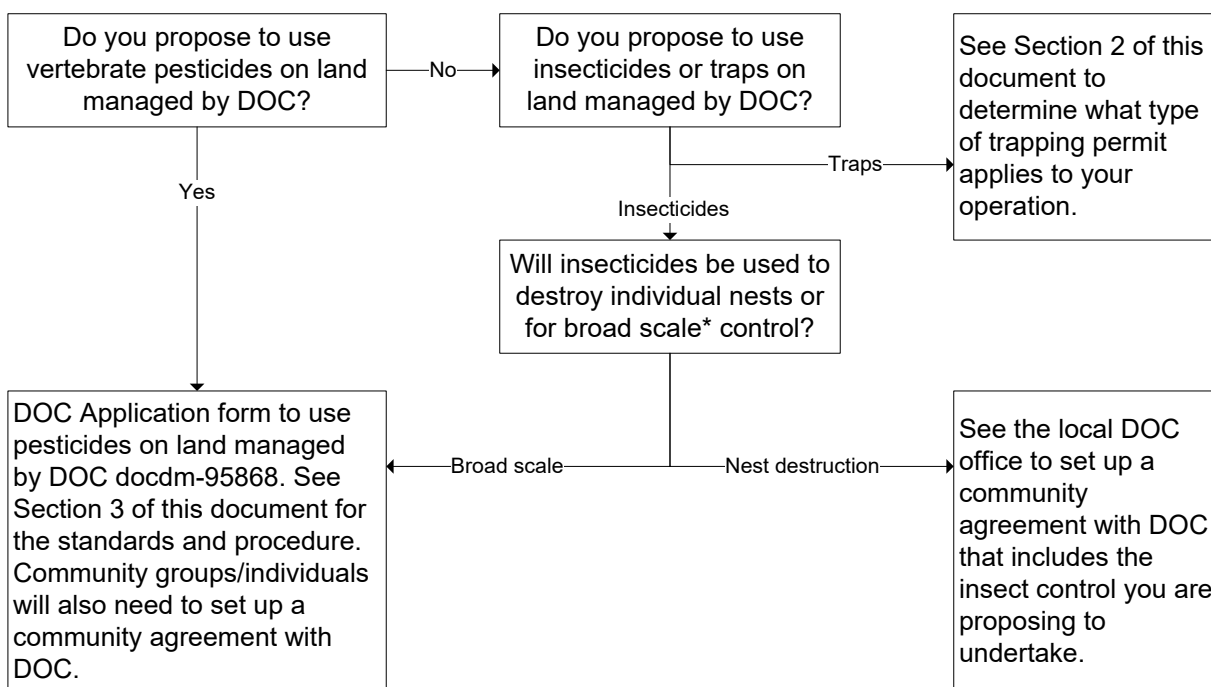 Do you propose to use
vertebrate pesticides on land
managed by DOC?
No
Do you propose to use
insecticides or traps on
land managed by DOC?
See Section 2 of this
document to
determine what type
of trapping permit
applies to your
operation.
Traps
Yes
Insecticides
Will insecticides be used to
destroy individual nests or
for broad scale* control?
DOC Application form to use
pesticides on land managed
by DOC docdm-95868. See
Section 3 of this document for
the standards and procedure.
Community groups/individuals
will also need to set up a
community agreement with
DOC.
Broad scale
Nest destruction
See the local DOC
office to set up a
community
agreement with DOC
that includes the
insect control you are
proposing to
undertake.